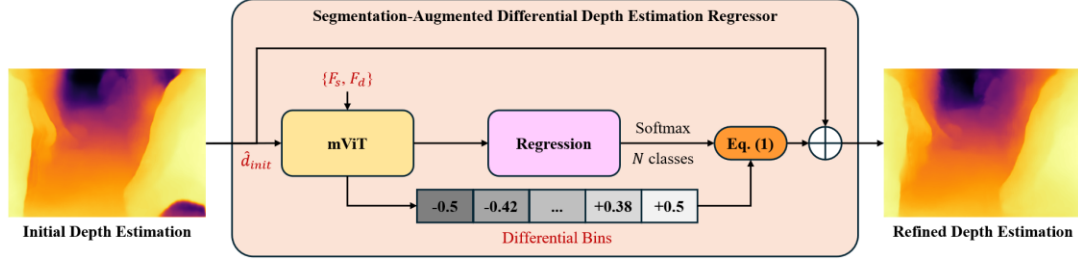 Segmentation-Augmented Differential Depth Estimation Regressor
{F_s, F_d}
d̂_init
mViT
Regression
Softmax
N classes
Eq. (1)
-0.5 -0.42 ... +0.38 +0.5
Differential Bins
Initial Depth Estimation
Refined Depth Estimation